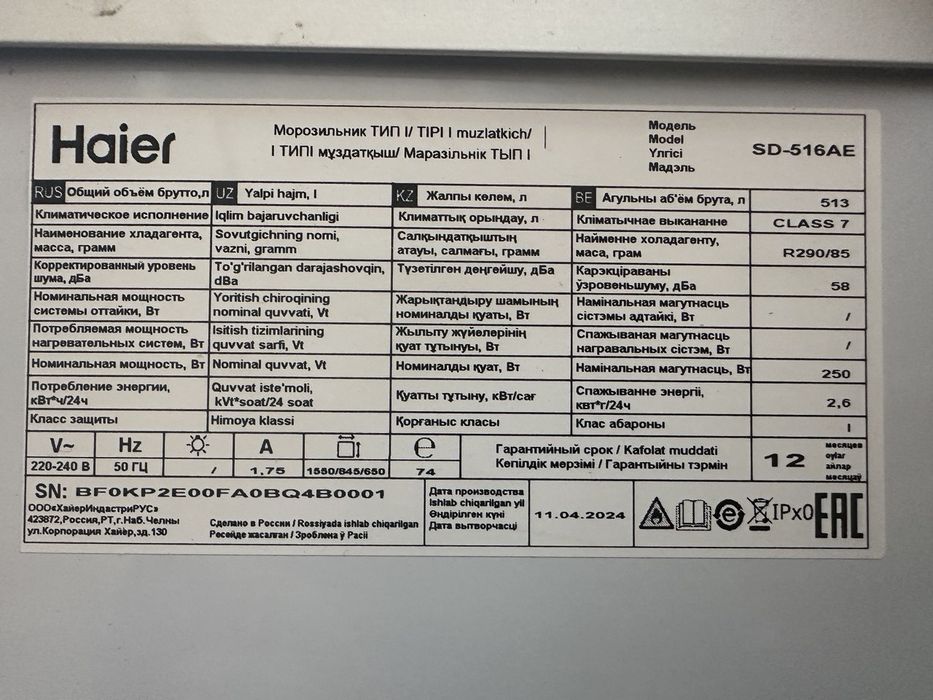 Haier
Морозильник ТИП I/ TIPI I muzlatkich/
I ТИПІ мұздатқыш/ Маразільнік ТЫП I
Модель
Model
Үлгісі
Мадэль
SD-516AE
RUS Общий объём брутто,л UZ Yalpi hajm, l KZ Жалпы көлем, л BE Агульны аб'ём брута, л 513
Климатическое исполнение Iqlim bajaruvchanligi Климаттық орындау, л Кліматычнае выкананне CLASS 7
Наименование хладагента, масса, грамм
Sovutgichning nomi, vazni, gramm
Салқындатқыштың атауы, салмағы, грамм
Найменне холадагенту, маса, грам
R290/85
Корректированный уровень шума, дБа
To'g'rilangan darajashovqin, dBa
Түзетілген деңгейшу, дБа
Карэкціраваны ўзровеньшуму, дБа
58
Номинальная мощность системы оттайки, Вт
Yoritish chiroqining nominal quvvati, Vt
Жарықтандыру шамының номиналды қуаты, Вт
Намінальная магутнасць сістэмы адтайкі, Вт
/
Потребляемая мощность нагревательных систем, Вт
Isitish tizimlarining quvvat sarfi, Vt
Жылыту жүйелерінің қуат тұтынуы, Вт
Спажываная магутнасць награвальных сістэм, Вт
/
Номинальная мощность, Вт Nominal quvvat, Vt Номиналды қуат, Вт Намінальная магутнасць, Вт 250
Потребление энергии, кВт*ч/24ч
Quvvat iste'moli, kVt*soat/24 soat
Қуатты тұтыну, кВт/сағ
Спажыванне энергіі, квт*г/24ч
2,6
Класс защиты Himoya klassi Қорғаныс класы Клас абароны I
V~ Hz A
220-240 В 50 ГЦ / 1,75 1550/845/650 74
Гарантийный срок / Kafolat muddati
Кепілдік мерзімі / Гарантыйны тэрмін
12
месяцев
oylar
айлар
месяцаў
SN: BF0KP2E00FA0BQ4B0001
ООО«ХайерИндастриРУС»
423872,Россия,РТ,г.Наб.Челны
ул.Корпорация Хайер,зд.130
Сделано в России / Rossiyada ishlab chiqarilgan
Ресейде жасалған / Зроблена ў Расіі
Дата производства
Ishlab chiqarilgan yil
Өндірілген күні
Дата вытворчасці
11.04.2024
IPx0 EAC